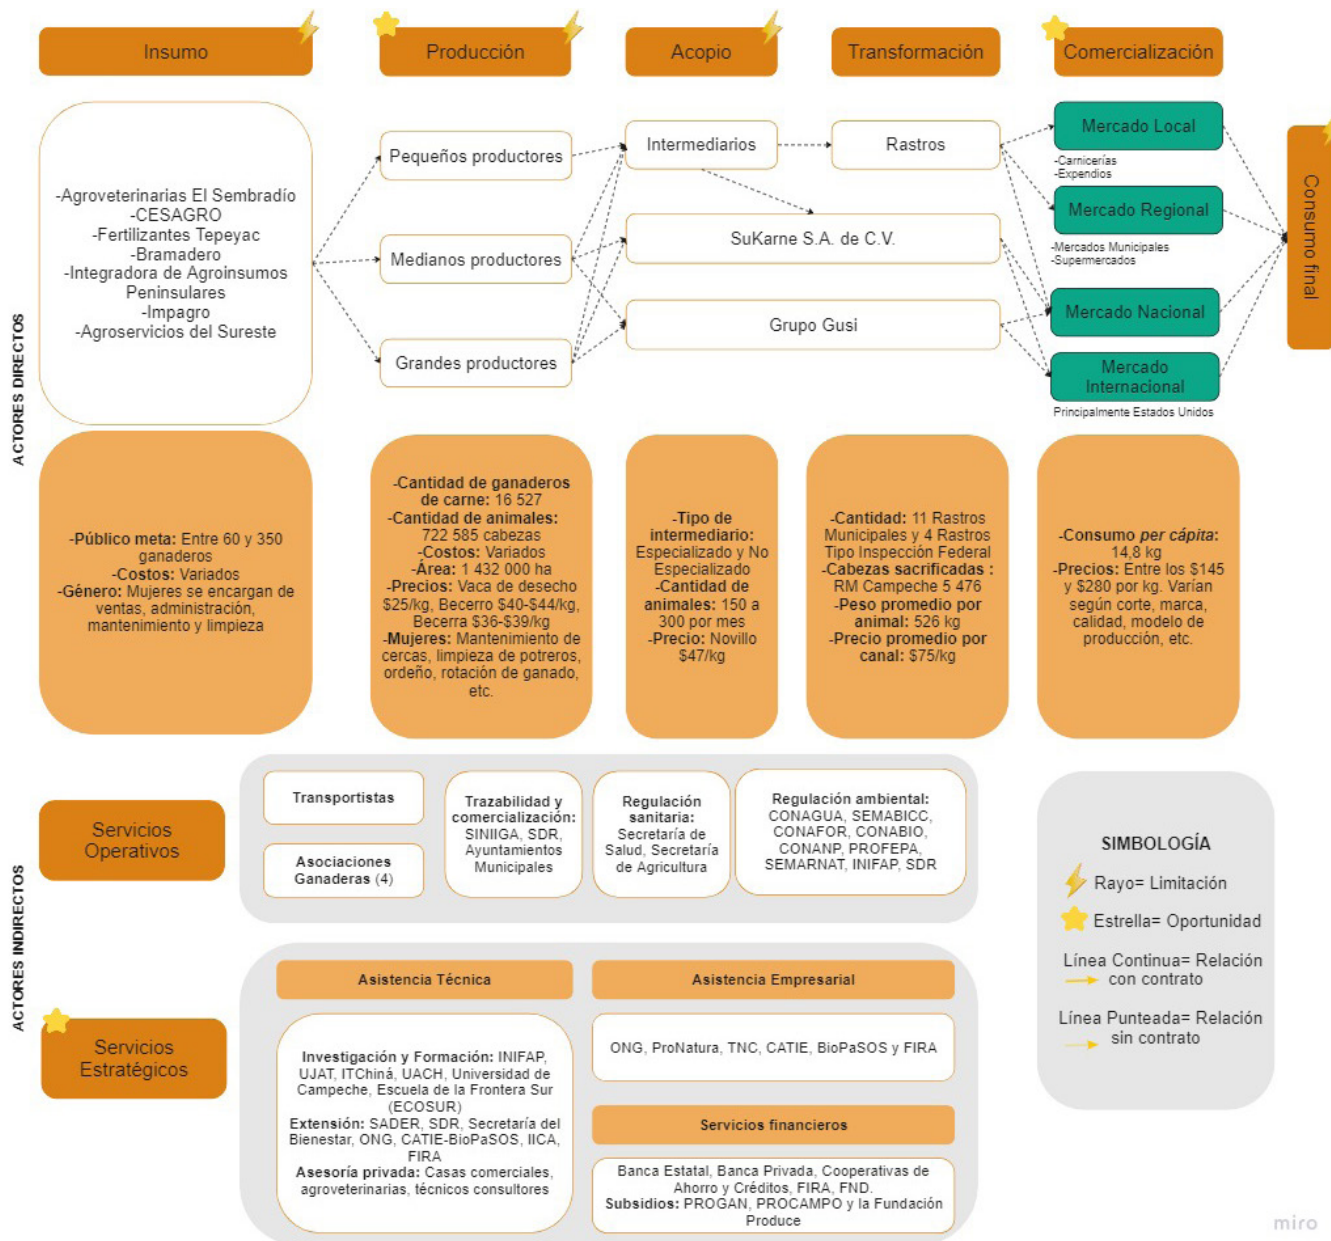 Insumo
Producción
Acopio
Transformación
Comercialización
ACTORES DIRECTOS
-Agroveterinarias El Sembradío
-CESAGRO
-Fertilizantes Tepeyac
-Bramadero
-Integradora de Agroinsumos
Peninsulares
-Impagro
-Agroservicios del Sureste
Pequeños productores
Medianos productores
Grandes productores
Intermediarios
Rastros
SuKarne S.A. de C.V.
Grupo Gusi
Mercado Local
-Carnicerías
-Expendios
Mercado Regional
-Mercados Municipales
-Supermercados
Mercado Nacional
Mercado
Internacional
Principalmente Estados Unidos
Consumo final
-Público meta: Entre 60 y 350
ganaderos
-Costos: Variados
-Género: Mujeres se encargan de
ventas, administración,
mantenimiento y limpieza
-Cantidad de ganaderos
de carne: 16 527
-Cantidad de animales:
722 585 cabezas
-Costos: Variados
-Área: 1 432 000 ha
-Precios: Vaca de desecho
$25/kg, Becerro $40-$44/kg,
Becerra $36-$39/kg
-Mujeres: Mantenimiento de
cercas, limpieza de potreros,
ordeño, rotación de ganado,
etc.
-Tipo de
intermediario:
Especializado y No
Especializado
-Cantidad de
animales: 150 a
300 por mes
-Precio: Novillo
$47/kg
-Cantidad: 11 Rastros
Municipales y 4 Rastros
Tipo Inspección Federal
-Cabezas sacrificadas :
RM Campeche 5 476
-Peso promedio por
animal: 526 kg
-Precio promedio por
canal: $75/kg
-Consumo per cápita:
14,8 kg
-Precios: Entre los $145
y $280 por kg. Varían
según corte, marca,
calidad, modelo de
producción, etc.
ACTORES INDIRECTOS
Servicios
Operativos
Transportistas
Asociaciones
Ganaderas (4)
Trazabilidad y
comercialización:
SINIIGA, SDR,
Ayuntamientos
Municipales
Regulación
sanitaria:
Secretaría de
Salud, Secretaría
de Agricultura
Regulación ambiental:
CONAGUA, SEMABICC,
CONAFOR, CONABIO,
CONANP, PROFEPA,
SEMARNAT, INIFAP, SDR
SIMBOLOGÍA
Rayo= Limitación
Estrella= Oportunidad
Línea Continua= Relación
con contrato
Línea Punteada= Relación
sin contrato
Servicios
Estratégicos
Asistencia Técnica
Investigación y Formación: INIFAP,
UJAT, ITChiná, UACH, Universidad de
Campeche, Escuela de la Frontera Sur
(ECOSUR)
Extensión: SADER, SDR, Secretaría del
Bienestar, ONG, CATIE-BioPaSOS, IICA,
FIRA
Asesoría privada: Casas comerciales,
agroveterinarias, técnicos consultores
Asistencia Empresarial
ONG, ProNatura, TNC, CATIE, BioPaSOS y FIRA
Servicios financieros
Banca Estatal, Banca Privada, Cooperativas de
Ahorro y Créditos, FIRA, FND.
Subsidios: PROGAN, PROCAMPO y la Fundación
Produce
miro